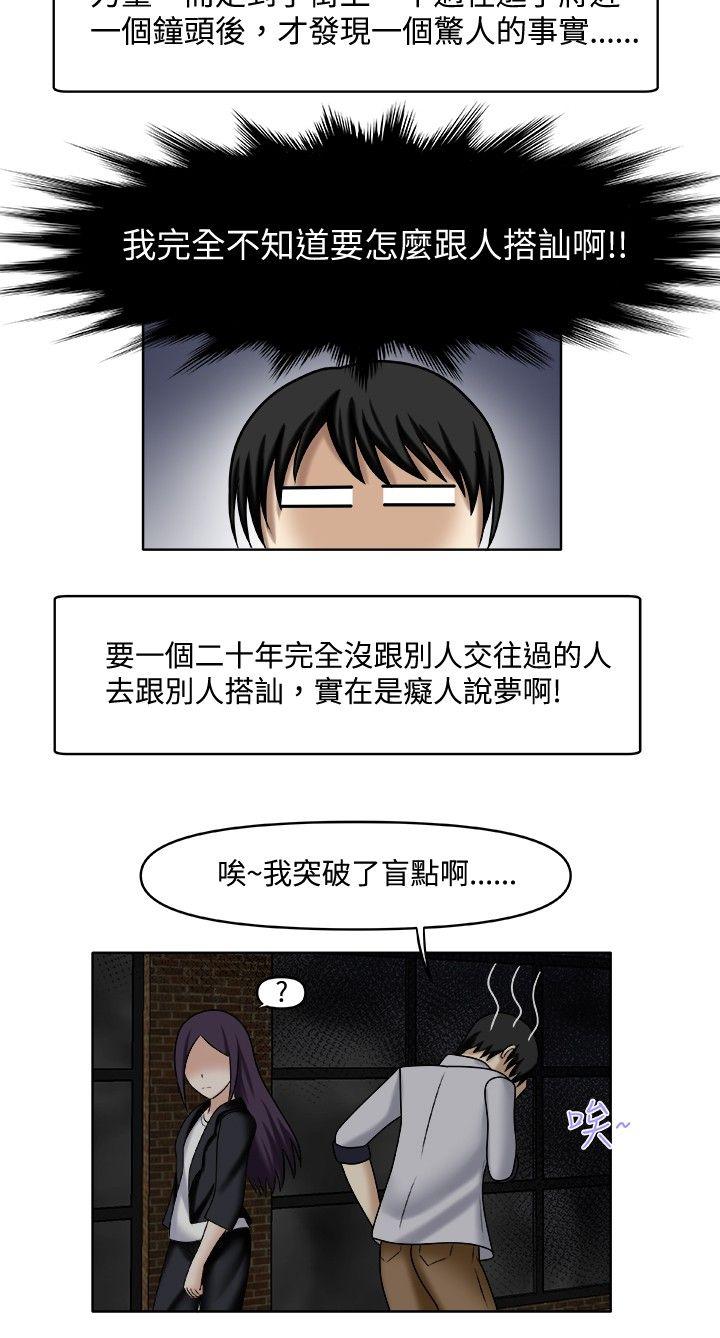 一個鐘頭後，才發現一個驚人的事實......
我完全不知道要怎麼跟人搭訕啊!!
要一個二十年完全沒跟別人交往過的人
去跟別人搭訕，實在是癡人說夢啊!
唉~我突破了盲點啊......
?
唉~